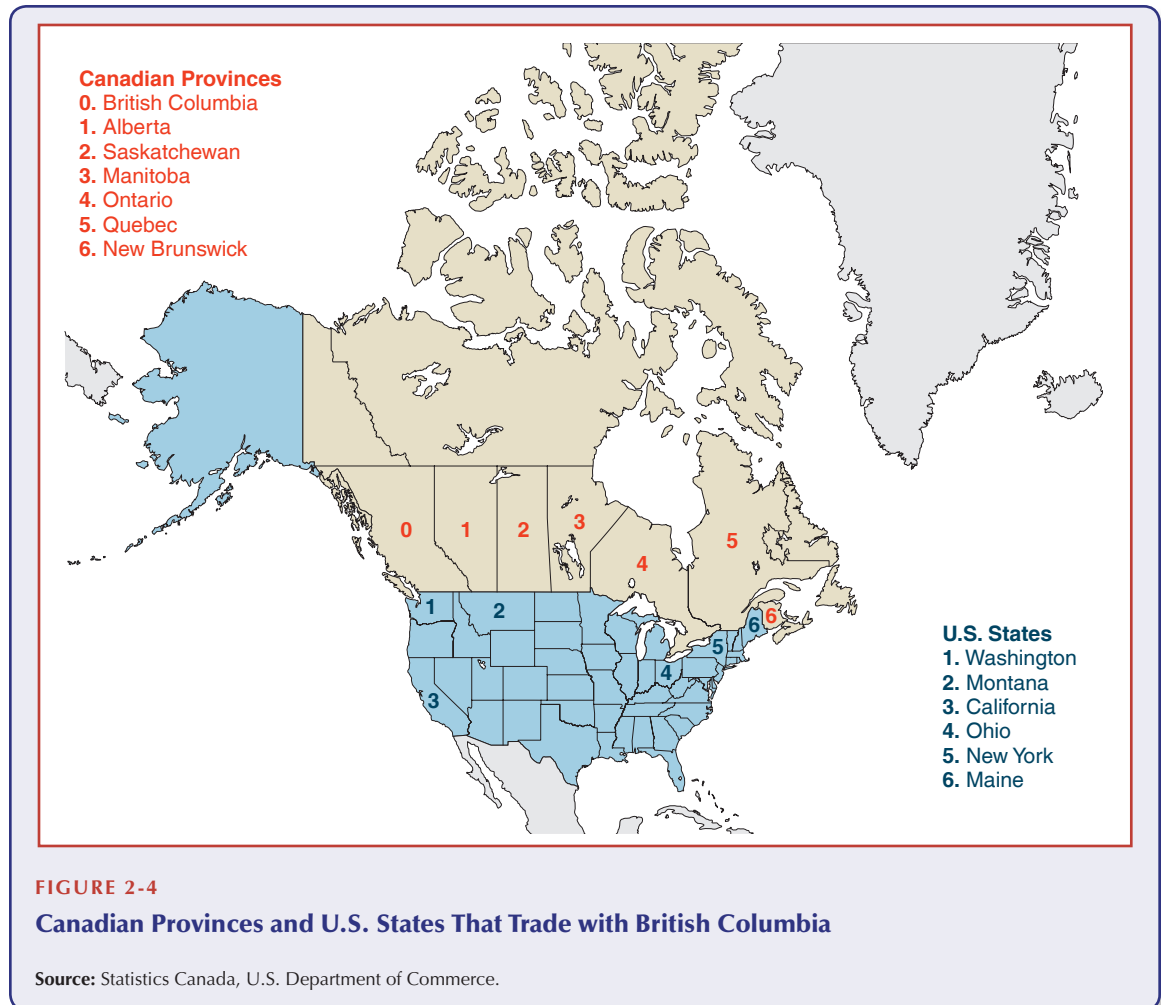 Canadian Provinces
0. British Columbia
1. Alberta
2. Saskatchewan
3. Manitoba
4. Ontario
5. Quebec
6. New Brunswick
0
1
2
3
4
5
6
1
2
3
4
5
6
U.S. States
1. Washington
2. Montana
3. California
4. Ohio
5. New York
6. Maine
FIGURE 2-4
Canadian Provinces and U.S. States That Trade with British Columbia
Source: Statistics Canada, U.S. Department of Commerce.